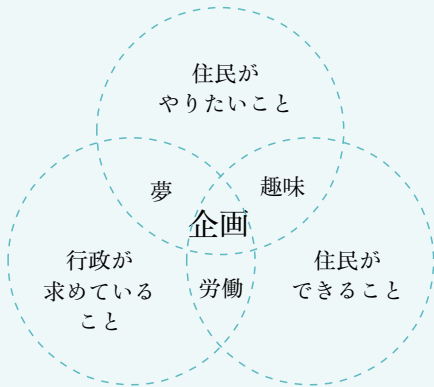 住民が
やりたいこと
夢
趣味
企画
行政が
求めている
こと
労働
住民が
できること